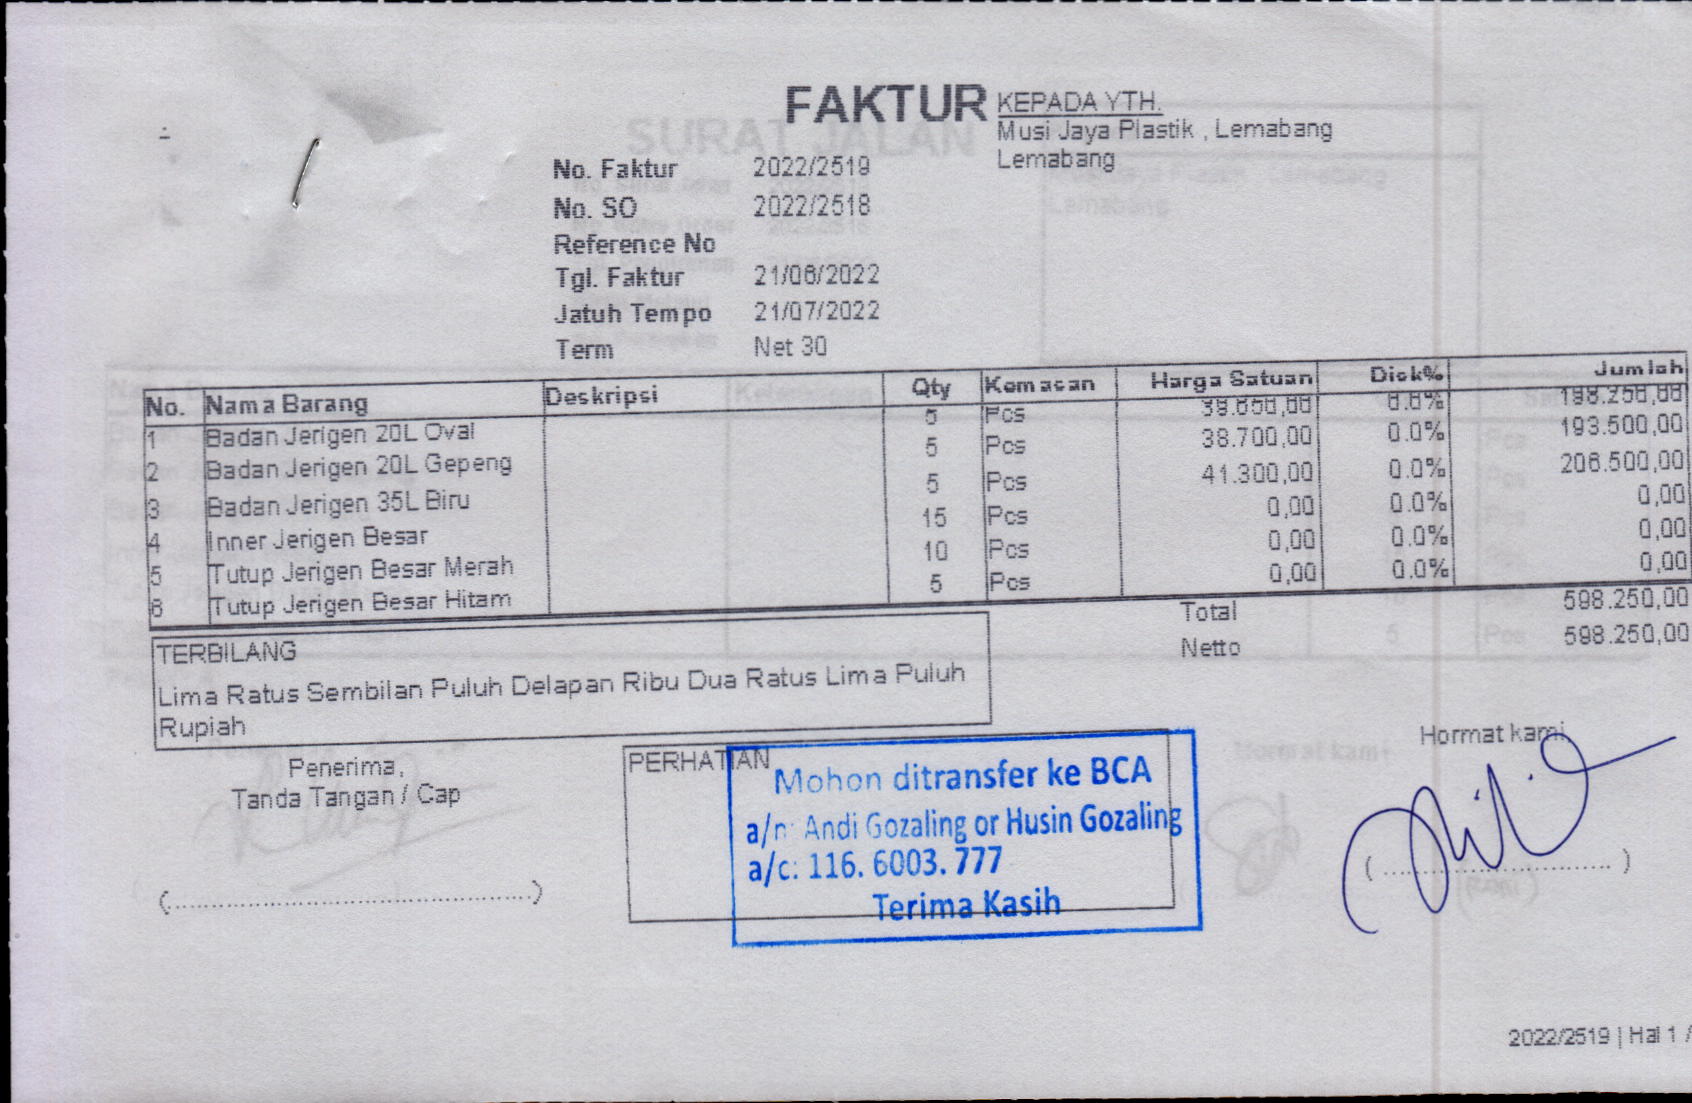 FAKTUR
KEPADA YTH.
Musi Jaya Plastik , Lemabang
Lemabang
No. Faktur 2022/2519
No. SO 2022/2518
Reference No
Tgl. Faktur 21/06/2022
Jatuh Tempo 21/07/2022
Term Net 30
No. Nama Barang Deskripsi Qty Kemasan Harga Satuan Disk% Jumlah
1 Badan Jerigen 20L Oval 5 Pcs 39.650,00 0.0% 198.250,00
2 Badan Jerigen 20L Gepeng 5 Pcs 38.700,00 0.0% 193.500,00
3 Badan Jerigen 35L Biru 5 Pcs 41.300,00 0.0% 206.500,00
4 Inner Jerigen Besar 15 Pcs 0,00 0.0% 0,00
5 Tutup Jerigen Besar Merah 10 Pcs 0,00 0.0% 0,00
6 Tutup Jerigen Besar Hitam 5 Pcs 0,00 0.0% 0,00
Total 598.250,00
Netto 598.250,00
TERBILANG
Lima Ratus Sembilan Puluh Delapan Ribu Dua Ratus Lima Puluh
Rupiah
Penerima,
Tanda Tangan / Cap
(..................................................)
PERHATIAN
Mohon ditransfer ke BCA
a/n: Andi Gozaling or Husin Gozaling
a/c: 116. 6003. 777
Terima Kasih
Hormat kami
(..................................)
2022/2519 | Hal 1 /
SURAT JALAN